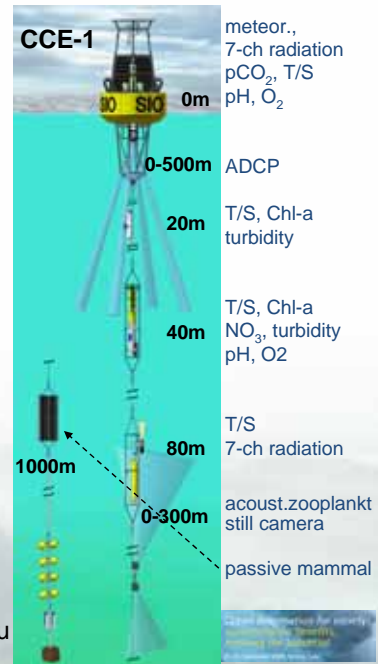 CCE-1
meteor.,
7-ch radiation
pCO₂, T/S
pH, O₂
SIO SIO
0m
0-500m
ADCP
20m
T/S, Chl-a
turbidity
40m
T/S, Chl-a
NO₃, turbidity
pH, O2
80m
T/S
7-ch radiation
1000m
0-300m
acoust.zooplankt
still camera
passive mammal
u